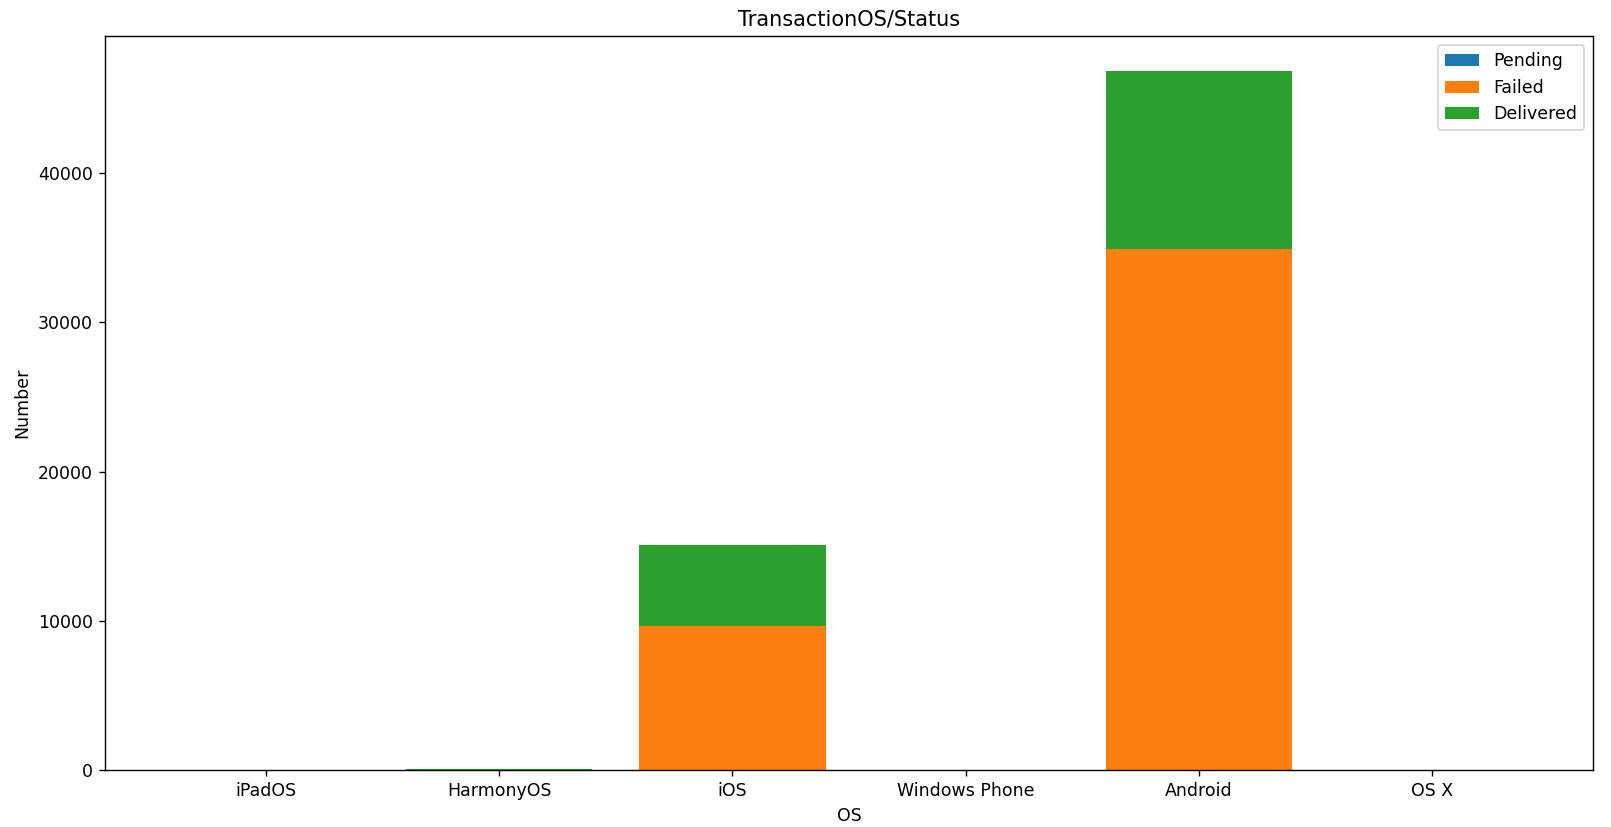 TransactionOS/Status
Pending
Failed
Delivered
Number
40000
30000
20000
10000
0
iPadOS HarmonyOS iOS Windows Phone Android OS X
OS